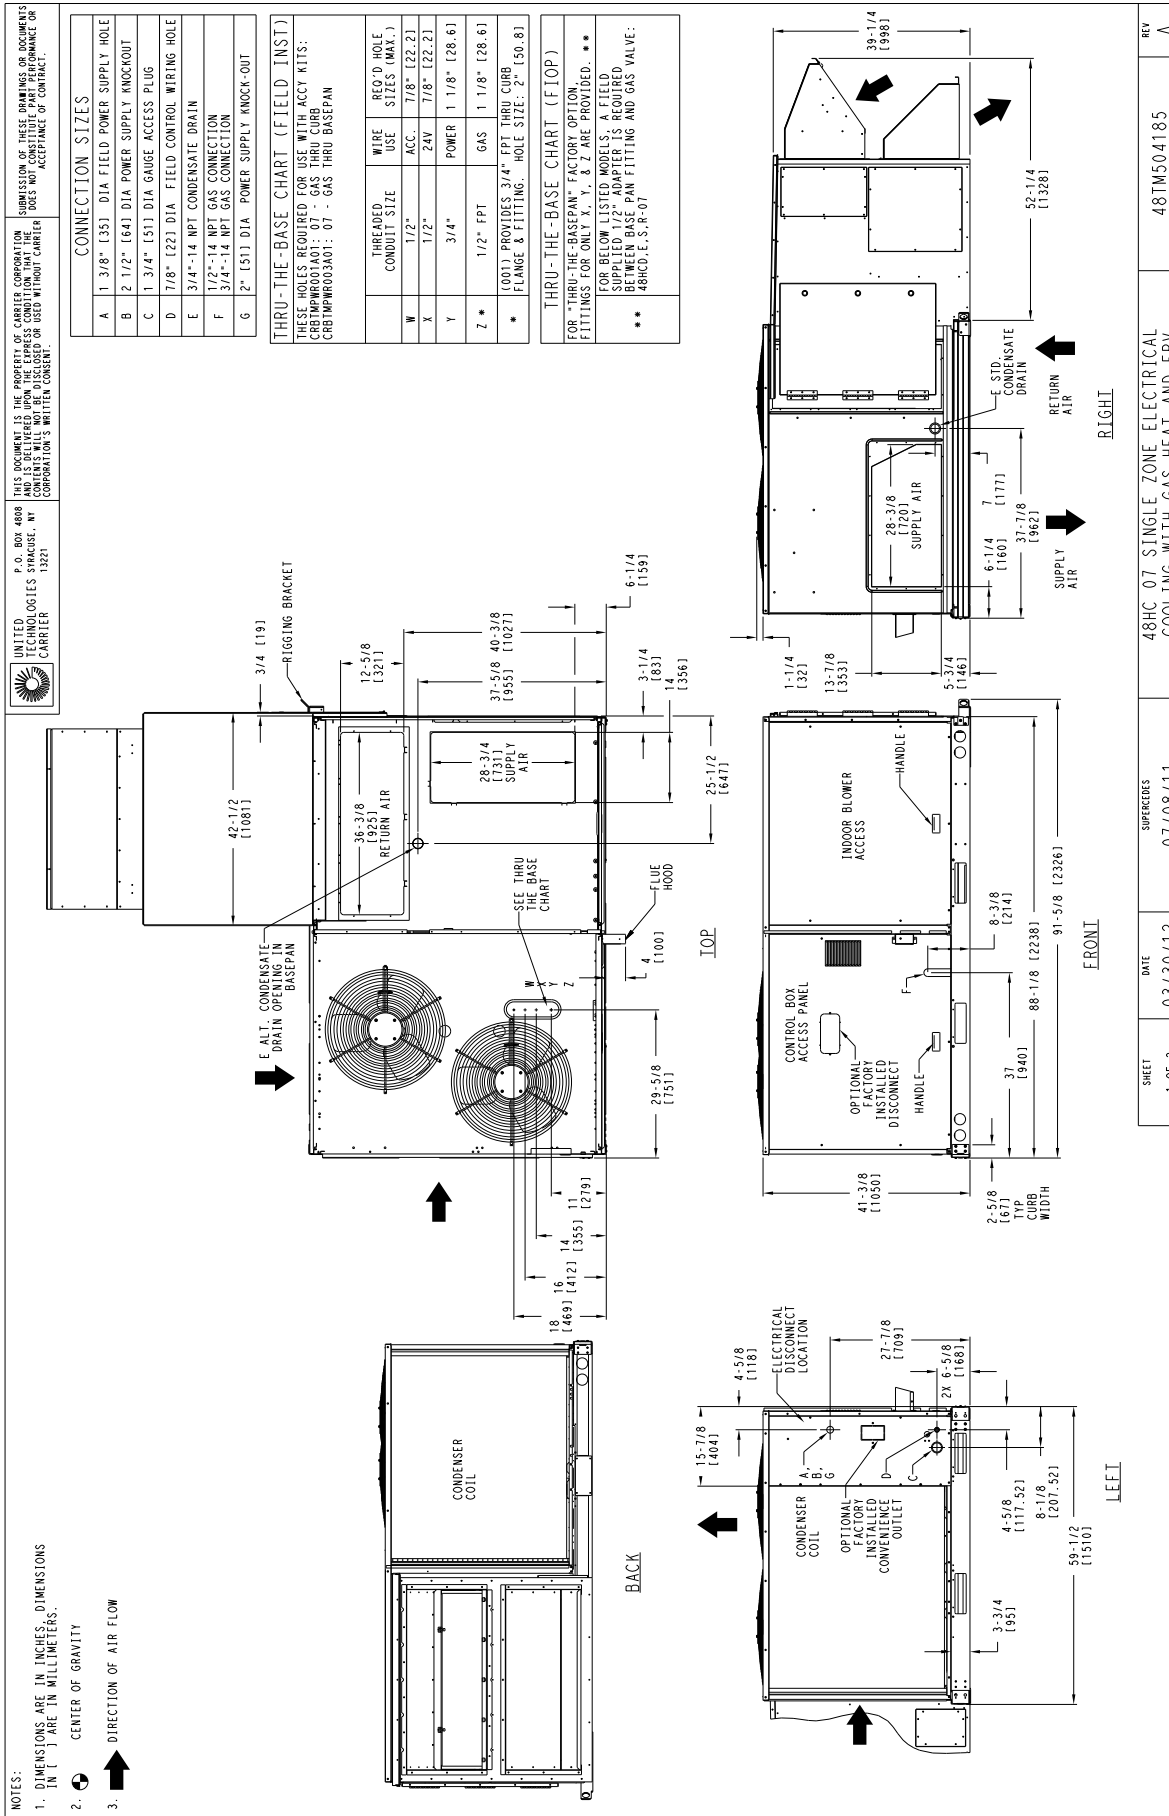 NOTES:
1. DIMENSIONS ARE IN INCHES, DIMENSIONS
IN [ ] ARE IN MILLIMETERS.
2. CENTER OF GRAVITY
3. DIRECTION OF AIR FLOW
UNITED
TECHNOLOGIES
CARRIER
P.O. BOX 4808
SYRACUSE, NY
13221
THIS DOCUMENT IS THE PROPERTY OF CARRIER CORPORATION
AND IS DELIVERED UPON THE EXPRESS CONDITION THAT THE
CONTENTS WILL NOT BE DISCLOSED OR USED WITHOUT CARRIER
CORPORATION'S WRITTEN CONSENT.
SUBMISSION OF THESE DRAWINGS OR DOCUMENTS
DOES NOT CONSTITUTE PART PERFORMANCE OR
ACCEPTANCE OF CONTRACT.
CONNECTION SIZES
A 1 3/8" [35] DIA FIELD POWER SUPPLY HOLE
B 2 1/2" [64] DIA POWER SUPPLY KNOCKOUT
C 1 3/4" [51] DIA GAUGE ACCESS PLUG
D 7/8" [22] DIA FIELD CONTROL WIRING HOLE
E 3/4"-14 NPT CONDENSATE DRAIN
F 1/2"-14 NPT GAS CONNECTION
3/4"-14 NPT GAS CONNECTION
G 2" [51] DIA POWER SUPPLY KNOCK-OUT
THRU-THE-BASE CHART (FIELD INST)
THESE HOLES REQUIRED FOR USE WITH ACCY KITS:
CRBTMPWR001A01: 07 - GAS THRU CURB
CRBTMPWR003A01: 07 - GAS THRU BASEPAN
THREADED
CONDUIT SIZE
WIRE
USE
REQ'D HOLE
SIZES (MAX.)
W 1/2" ACC. 7/8" [22.2]
X 1/2" 24V 7/8" [22.2]
Y 3/4" POWER 1 1/8" [28.6]
Z * 1/2" FPT GAS 1 1/8" [28.6]
* (001) PROVIDES 3/4" FPT THRU CURB
FLANGE & FITTING. HOLE SIZE: 2" [50.8]
THRU-THE-BASE CHART (FIOP)
FOR "THRU-THE-BASEPAN" FACTORY OPTION,
FITTINGS FOR ONLY X, Y, & Z ARE PROVIDED. **
** FOR BELOW LISTED MODELS, A FIELD
SUPPLIED 1/2" ADAPTER IS REQUIRED
BETWEEN BASE PAN FITTING AND GAS VALVE:
48HCD,E,S,R-07
CONDENSER
COIL
BACK
E ALT. CONDENSATE
DRAIN OPENING IN
BASEPAN
42-1/2
[1081]
3/4 [19]
RIGGING BRACKET
12-5/8
[321]
36-3/8
[925]
RETURN AIR
37-5/8
[955]
40-3/8
[1027]
6-1/4
[159]
28-3/4
[731]
SUPPLY
AIR
3-1/4
[83]
14
[356]
25-1/2
[647]
SEE THRU
THE BASE
CHART
W
X
Y
Z
FLUE
HOOD
4
[100]
29-5/8
[751]
11
[279]
14
[355]
16
[412]
18
[469]
TOP
15-7/8
[404]
4-5/8
[118]
ELECTRICAL
DISCONNECT
LOCATION
27-7/8
[709]
2X 6-5/8
[168]
A,
B,
G
D
C
CONDENSER
COIL
OPTIONAL
FACTORY
INSTALLED
CONVENIENCE
OUTLET
3-3/4
[95]
4-5/8
[117.52]
8-1/8
[207.52]
59-1/2
[1510]
LEFT
CONTROL BOX
ACCESS PANEL
OPTIONAL
FACTORY
INSTALLED
DISCONNECT
HANDLE
INDOOR BLOWER
ACCESS
HANDLE
F
8-3/8
[214]
37
[940]
88-1/8 [2238]
91-5/8 [2326]
41-3/8
[1050]
2-5/8
[67]
TYP
CURB
WIDTH
FRONT
1-1/4
[32]
13-7/8
[353]
5-3/4
[146]
28-3/8
[720]
SUPPLY AIR
6-1/4
[160]
7
[177]
37-7/8
[962]
E STD.
CONDENSATE
DRAIN
39-1/4
[998]
52-1/4
[1328]
SUPPLY
AIR
RETURN
AIR
RIGHT
SHEET
DATE
SUPERCEDES
07/08/11
03/30/12
48HC 07 SINGLE ZONE ELECTRICAL
COOLING WITH GAS HEAT AND ERV
48TM504185
REV
A